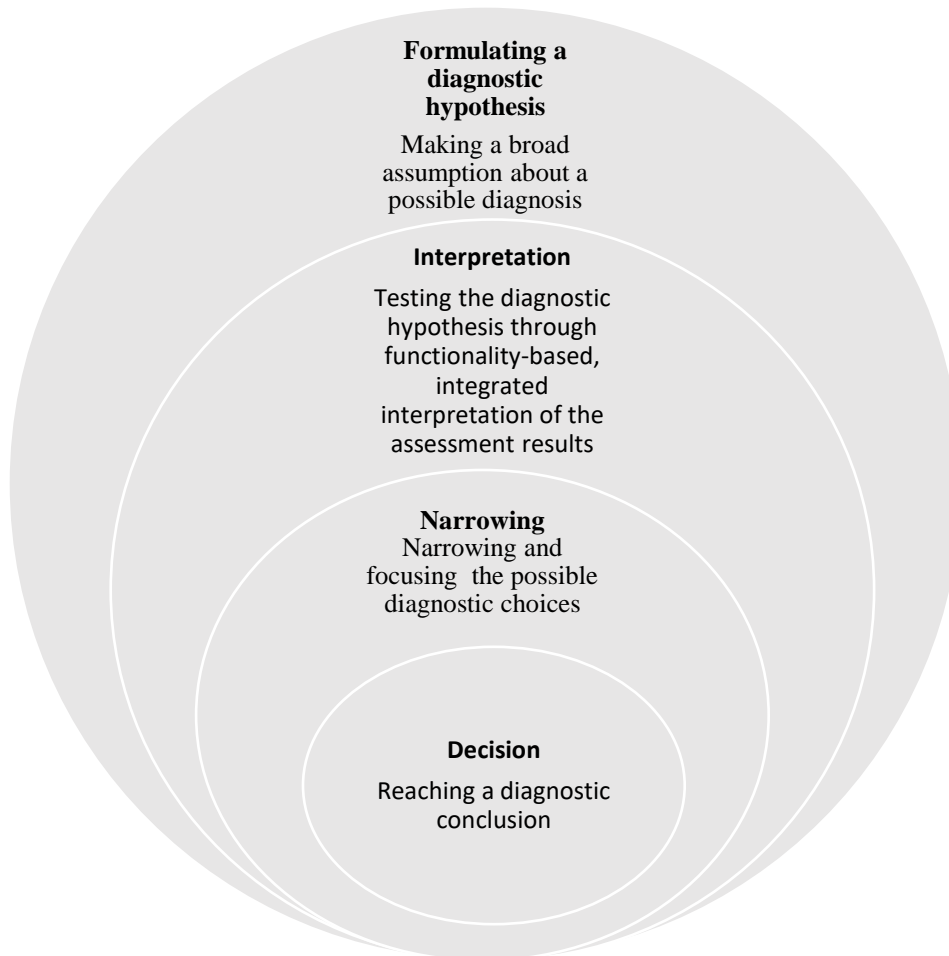 Formulating a
diagnostic
hypothesis
Making a broad
assumption about a
possible diagnosis
Interpretation
Testing the diagnostic
hypothesis through
functionality-based,
integrated
interpretation of the
assessment results
Narrowing
Narrowing and
focusing  the possible
diagnostic choices
Decision
Reaching a diagnostic
conclusion